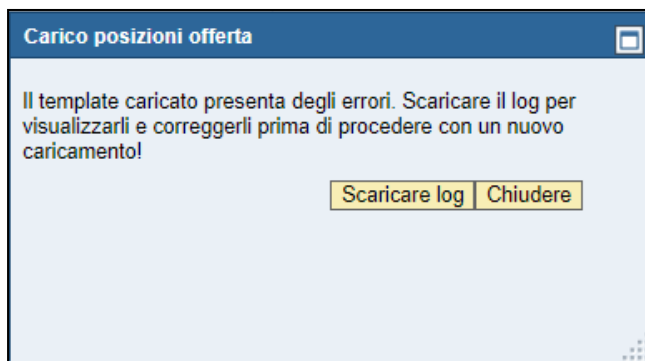 Carico posizioni offerta
Il template caricato presenta degli errori. Scaricare il log per
visualizzarli e correggerli prima di procedere con un nuovo
caricamento!
Scaricare log Chiudere